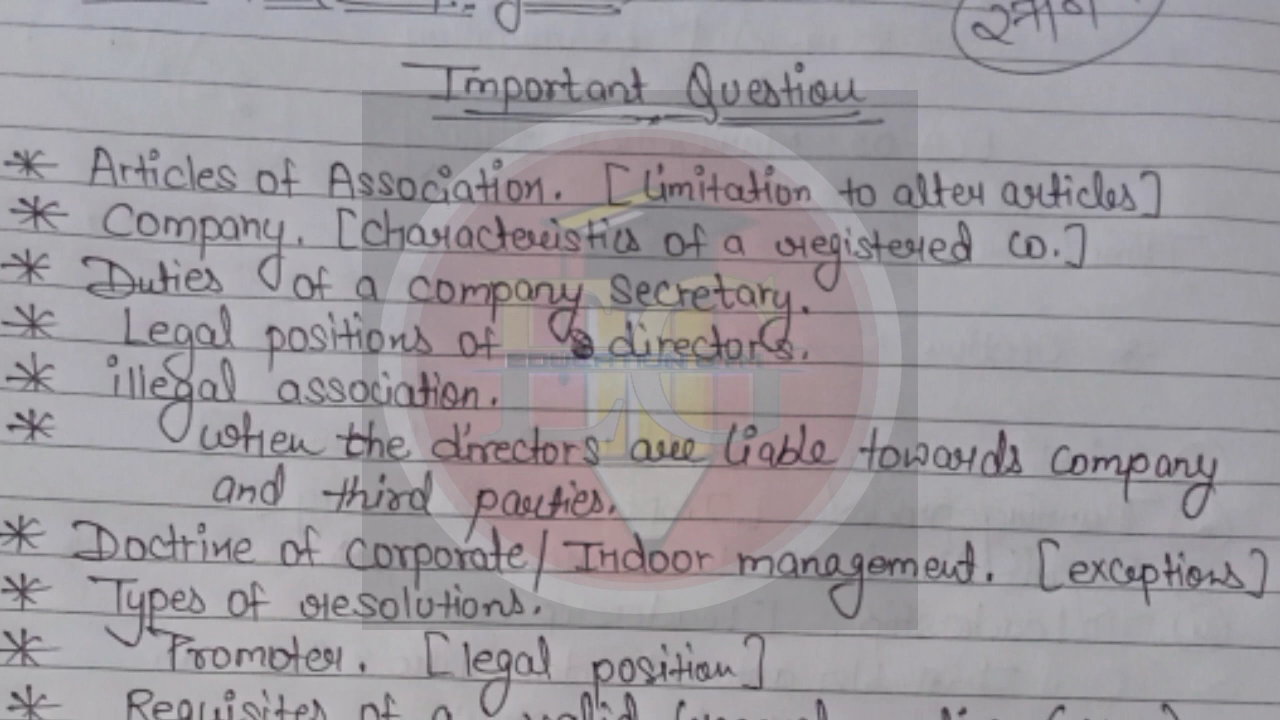 Important Question
* Articles of Association. [limitation to alter articles]
* Company. [characteristics of a registered co.]
* Duties of a company secretary.
* Legal positions of directors.
EDUCATION
* illegal association.
* When the directors are liable towards company
and third parties.
* Doctrine of corporate/Indoor management. [exceptions]
* Types of resolutions.
* Promoter. [legal position]
* Requisites of a valid